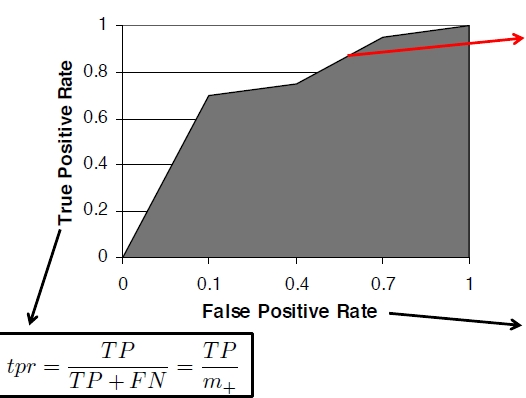 1
0.8
0.6
0.4
0.2
0
True Positive Rate
0 0.1 0.4 0.7 1
False Positive Rate
tpr = TP / (TP + FN) = TP / m₊